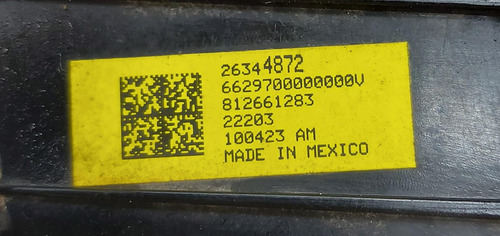 26344872
6629700000000V
812661283
22203
100423 AM
MADE IN MEXICO